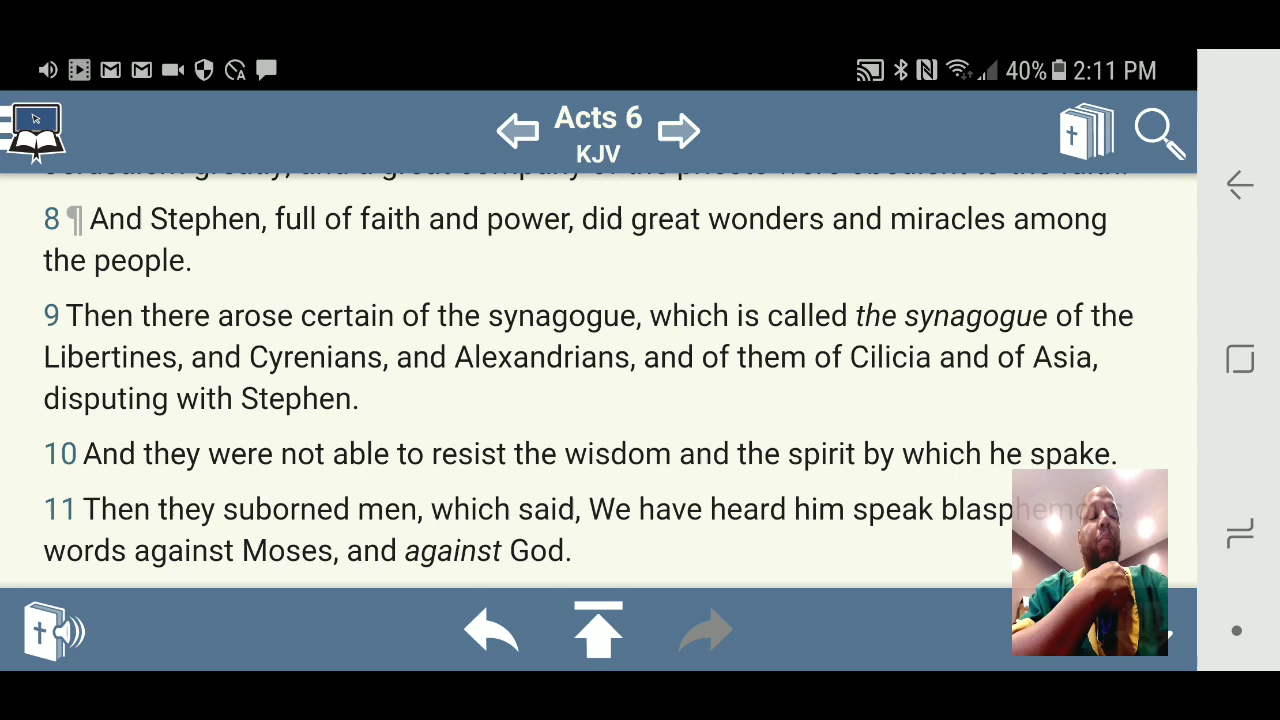 40% 2:11 PM
Acts 6
KJV
8 ¶ And Stephen, full of faith and power, did great wonders and miracles among
the people.
9 Then there arose certain of the synagogue, which is called the synagogue of the
Libertines, and Cyrenians, and Alexandrians, and of them of Cilicia and of Asia,
disputing with Stephen.
10 And they were not able to resist the wisdom and the spirit by which he spake.
11 Then they suborned men, which said, We have heard him speak blasphemous
words against Moses, and against God.